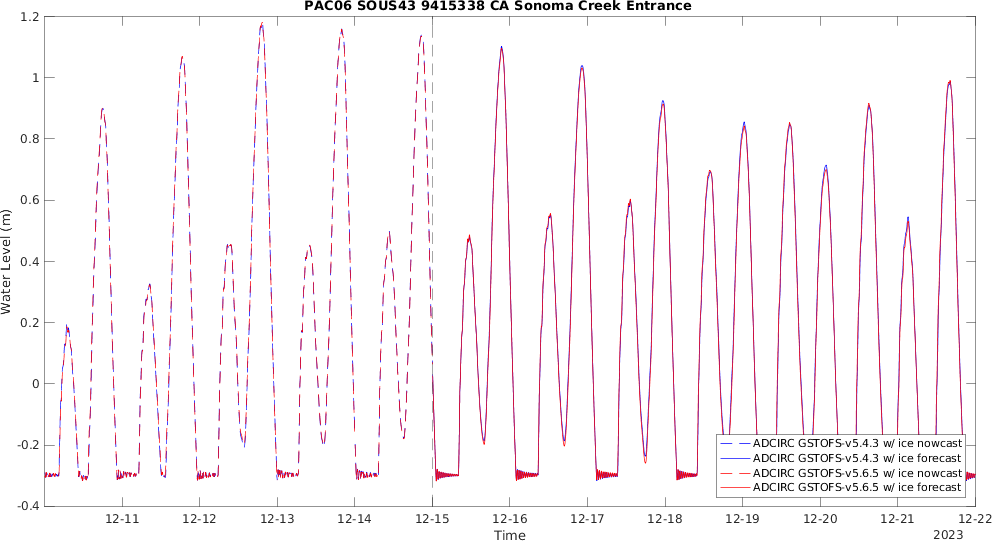 PAC06 SOUS43 9415338 CA Sonoma Creek Entrance
1.2
1
0.8
0.6
0.4
0.2
0
-0.2
-0.4
Water Level (m)
ADCIRC GSTOFS-v5.4.3 w/ ice nowcast
ADCIRC GSTOFS-v5.4.3 w/ ice forecast
ADCIRC GSTOFS-v5.6.5 w/ ice nowcast
ADCIRC GSTOFS-v5.6.5 w/ ice forecast
12-11 12-12 12-13 12-14 12-15 12-16 12-17 12-18 12-19 12-20 12-21 12-22
Time
2023